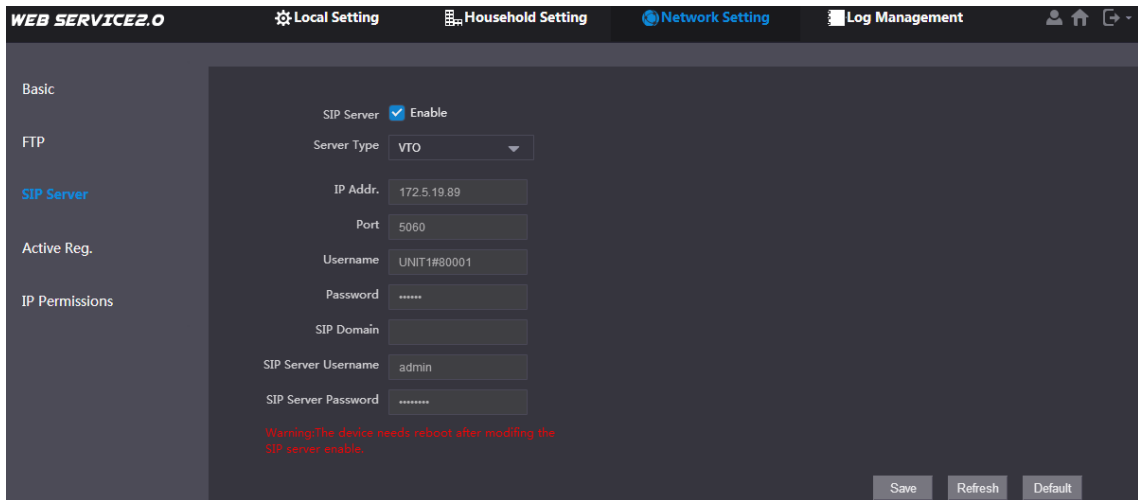 WEB SERVICE2.0
Local Setting
Household Setting
Network Setting
Log Management
Basic
FTP
SIP Server
Active Reg.
IP Permissions
SIP Server Enable
Server Type VTO
IP Addr. 172.5.19.89
Port 5060
Username UNIT1#80001
Password ••••••
SIP Domain
SIP Server Username admin
SIP Server Password ••••••••
Warning:The device needs reboot after modifing the
SIP server enable.
Save Refresh Default